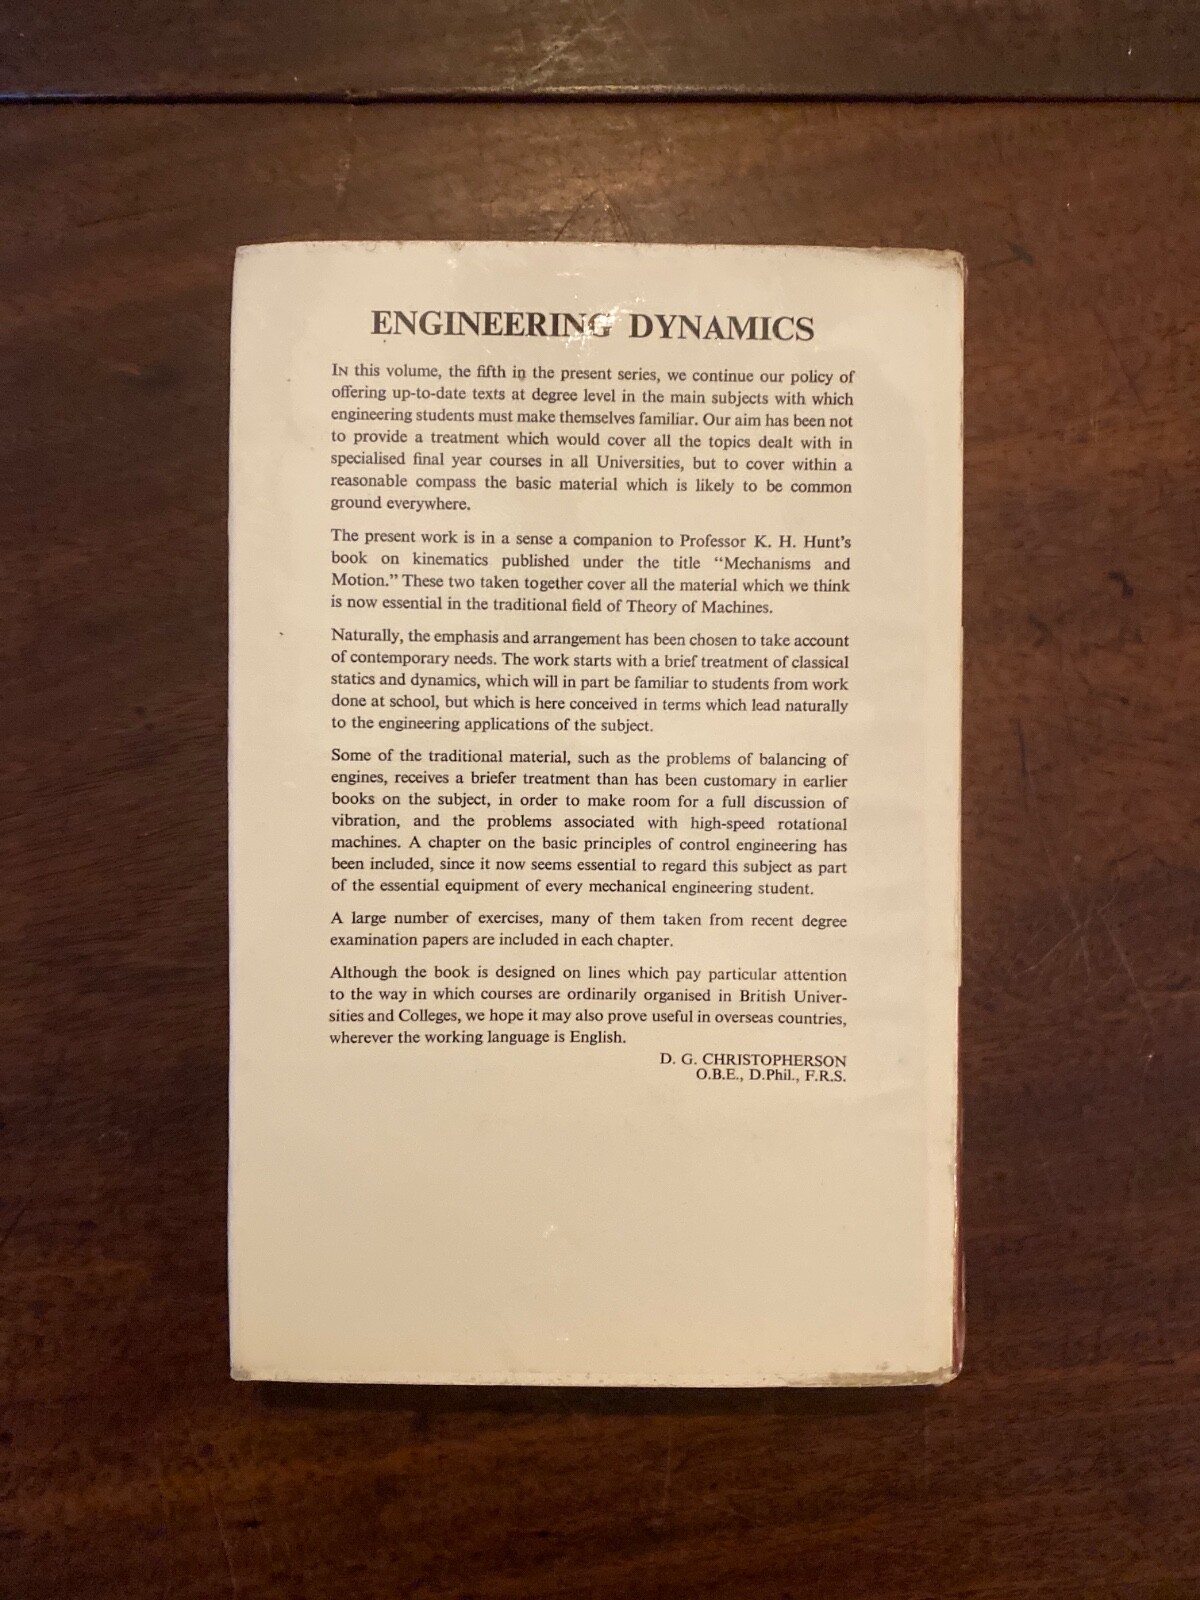 ENGINEERING DYNAMICS
IN this volume, the fifth in the present series, we continue our policy of
offering up-to-date texts at degree level in the main subjects with which
engineering students must make themselves familiar. Our aim has been not
to provide a treatment which would cover all the topics dealt with in
specialised final year courses in all Universities, but to cover within a
reasonable compass the basic material which is likely to be common
ground everywhere.
The present work is in a sense a companion to Professor K. H. Hunt's
book on kinematics published under the title “Mechanisms and
Motion.” These two taken together cover all the material which we think
is now essential in the traditional field of Theory of Machines.
Naturally, the emphasis and arrangement has been chosen to take account
of contemporary needs. The work starts with a brief treatment of classical
statics and dynamics, which will in part be familiar to students from work
done at school, but which is here conceived in terms which lead naturally
to the engineering applications of the subject.
Some of the traditional material, such as the problems of balancing of
engines, receives a briefer treatment than has been customary in earlier
books on the subject, in order to make room for a full discussion of
vibration, and the problems associated with high-speed rotational
machines. A chapter on the basic principles of control engineering has
been included, since it now seems essential to regard this subject as part
of the essential equipment of every mechanical engineering student.
A large number of exercises, many of them taken from recent degree
examination papers are included in each chapter.
Although the book is designed on lines which pay particular attention
to the way in which courses are ordinarily organised in British Univer-
sities and Colleges, we hope it may also prove useful in overseas countries,
wherever the working language is English.
D. G. CHRISTOPHERSON
O.B.E., D.Phil., F.R.S.